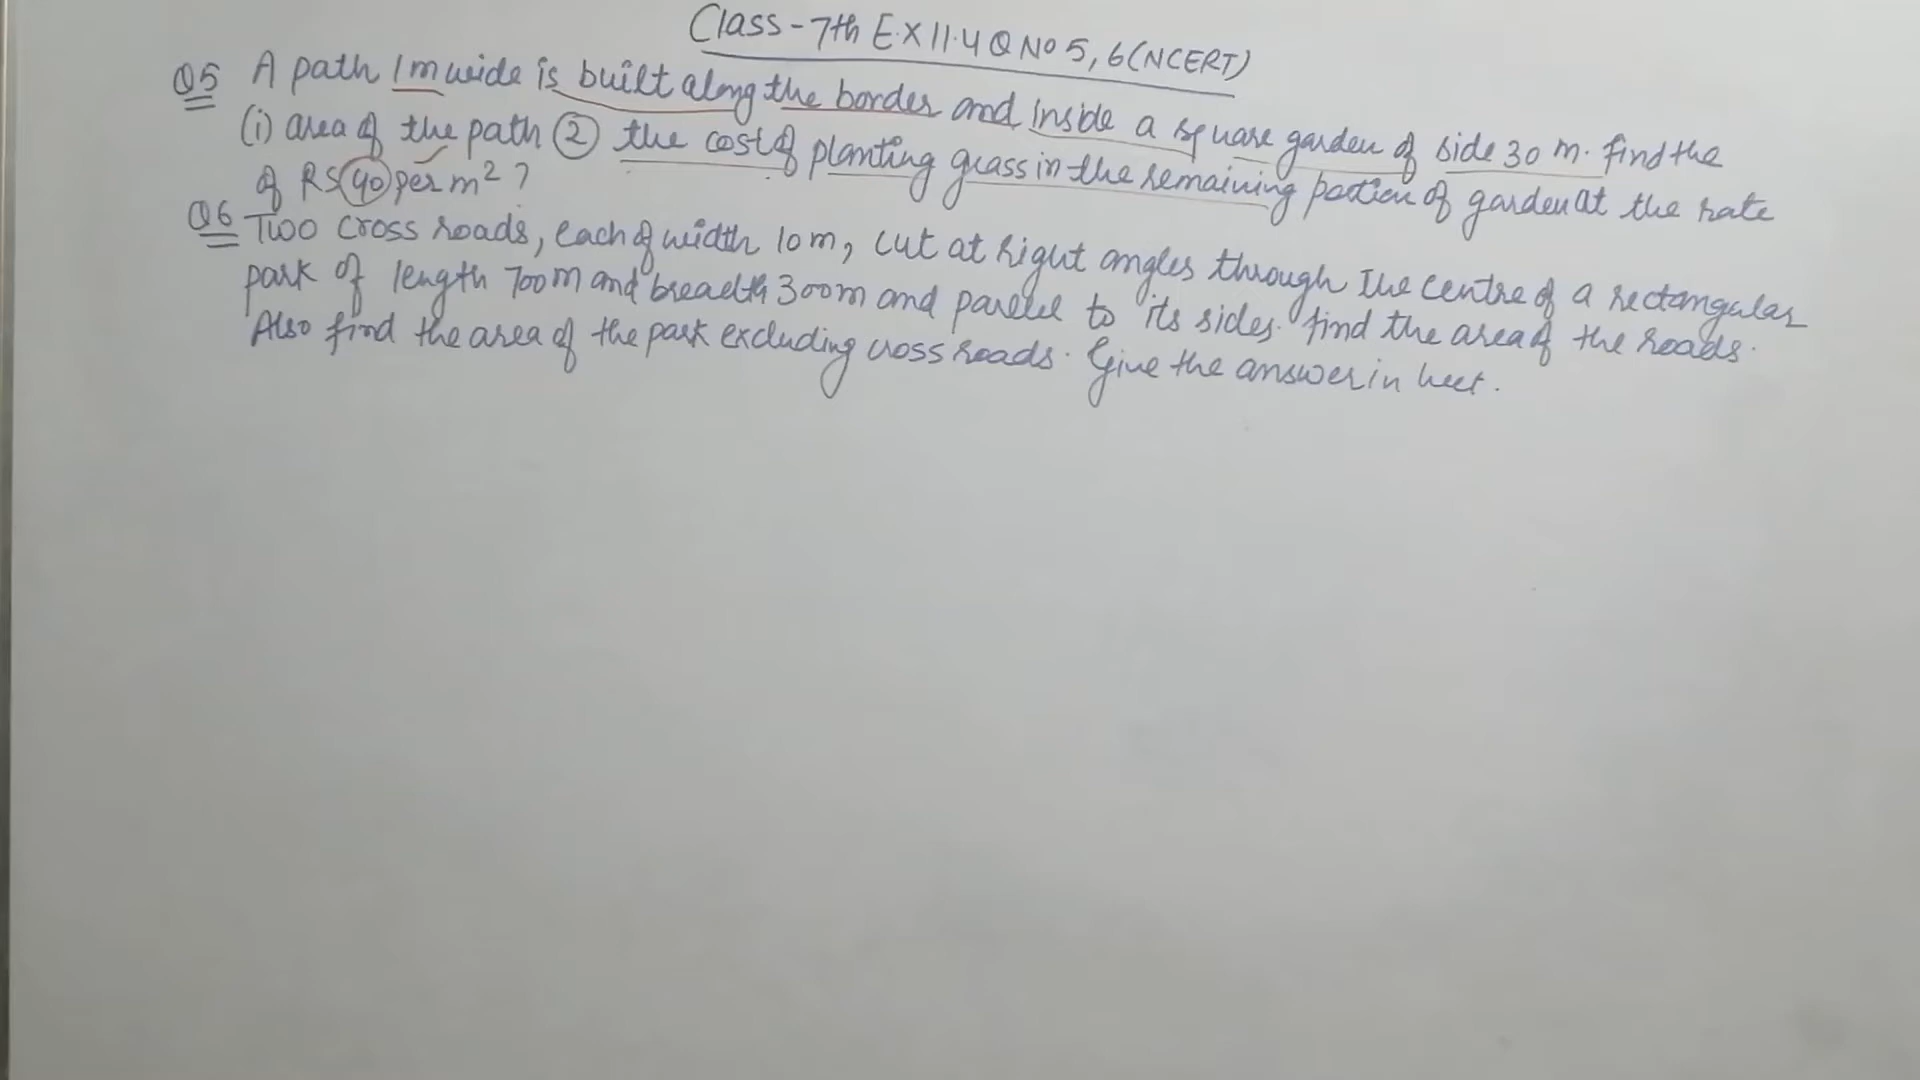 Class-7th E.X 11.4 Q No 5, 6 (NCERT)
Q5 A path 1m wide is built along the border and inside a square garden of side 30 m. find the
(i) area of the path ② the cost of planting grass in the remaining portion of garden at the rate
of RS 40 per m² ?
Q6 Two cross roads, each of width 10m, cut at right angles through the centre of a rectangular
park of length 700m and breadth 300m and parellel to its sides. find the area of the roads.
Also find the area of the park excluding cross roads. Give the answer in hect.